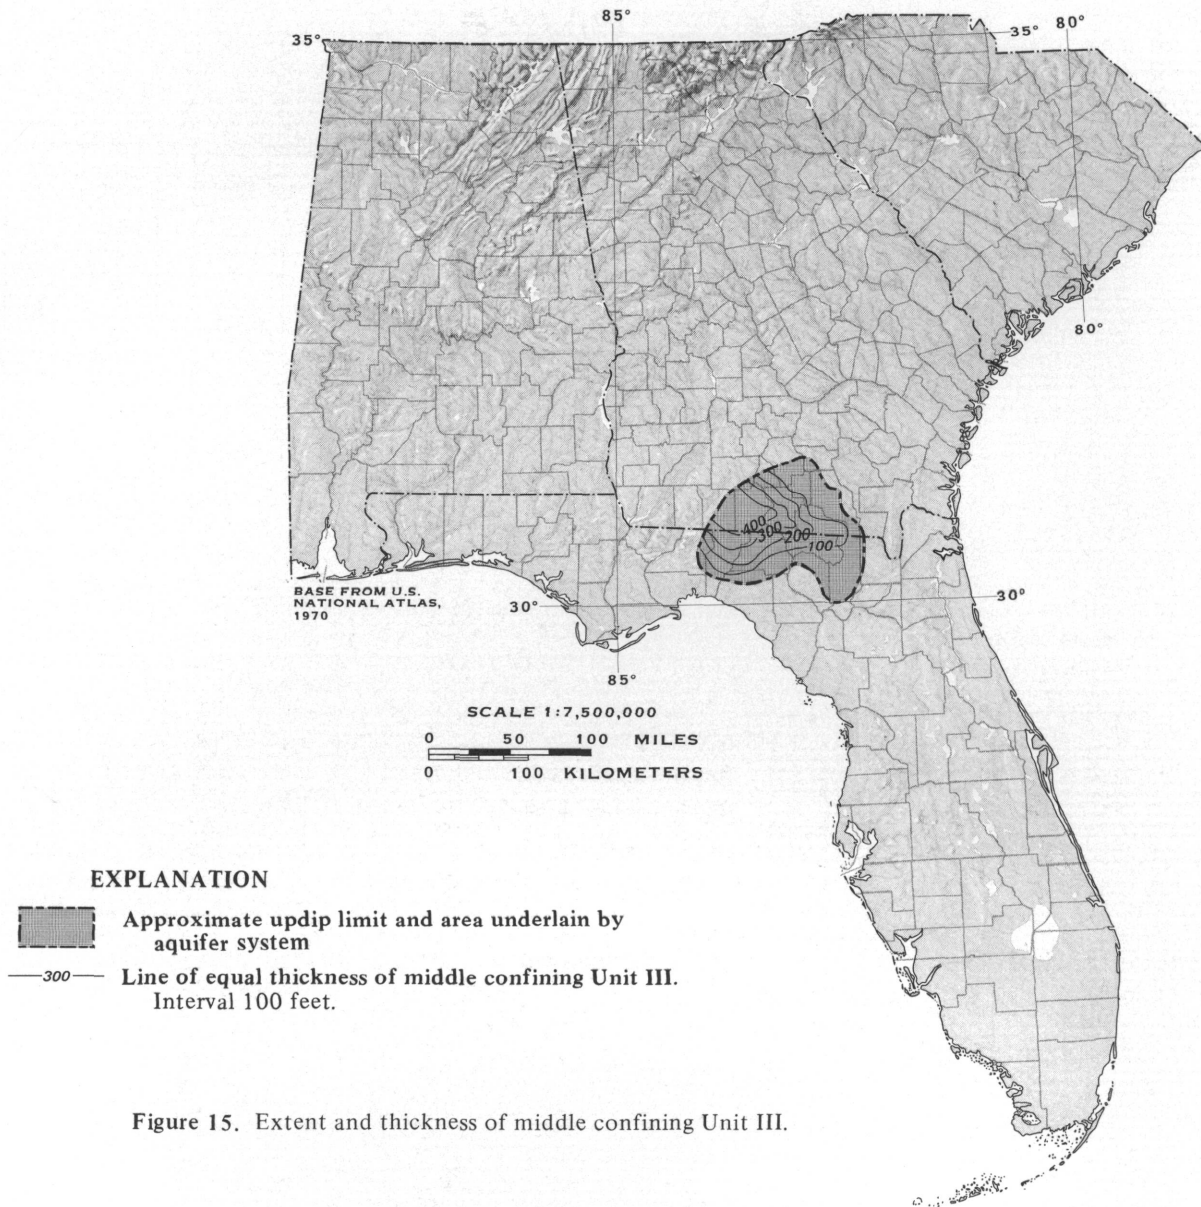 85°
35°
35°
80°
80°
400
300
200
100
BASE FROM U.S.
NATIONAL ATLAS,
1970
30°
30°
85°
SCALE 1:7,500,000
0 50 100 MILES
0 100 KILOMETERS
EXPLANATION
Approximate updip limit and area underlain by
aquifer system
300 Line of equal thickness of middle confining Unit III.
Interval 100 feet.
Figure 15. Extent and thickness of middle confining Unit III.